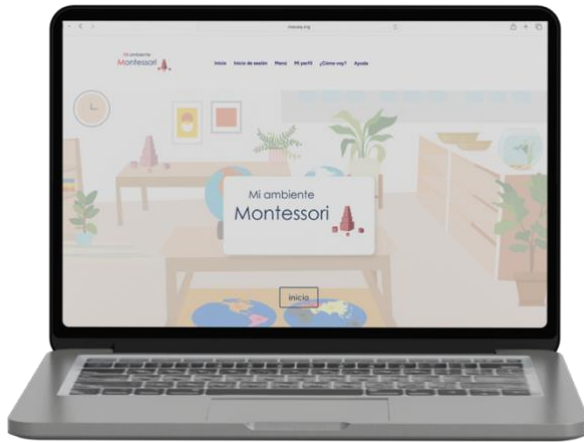 Mi ambiente
Montessori
Inicio Inicio de sesión Menú Mi perfil ¿Cómo voy? Ayuda
Mi ambiente
Montessori
inicio